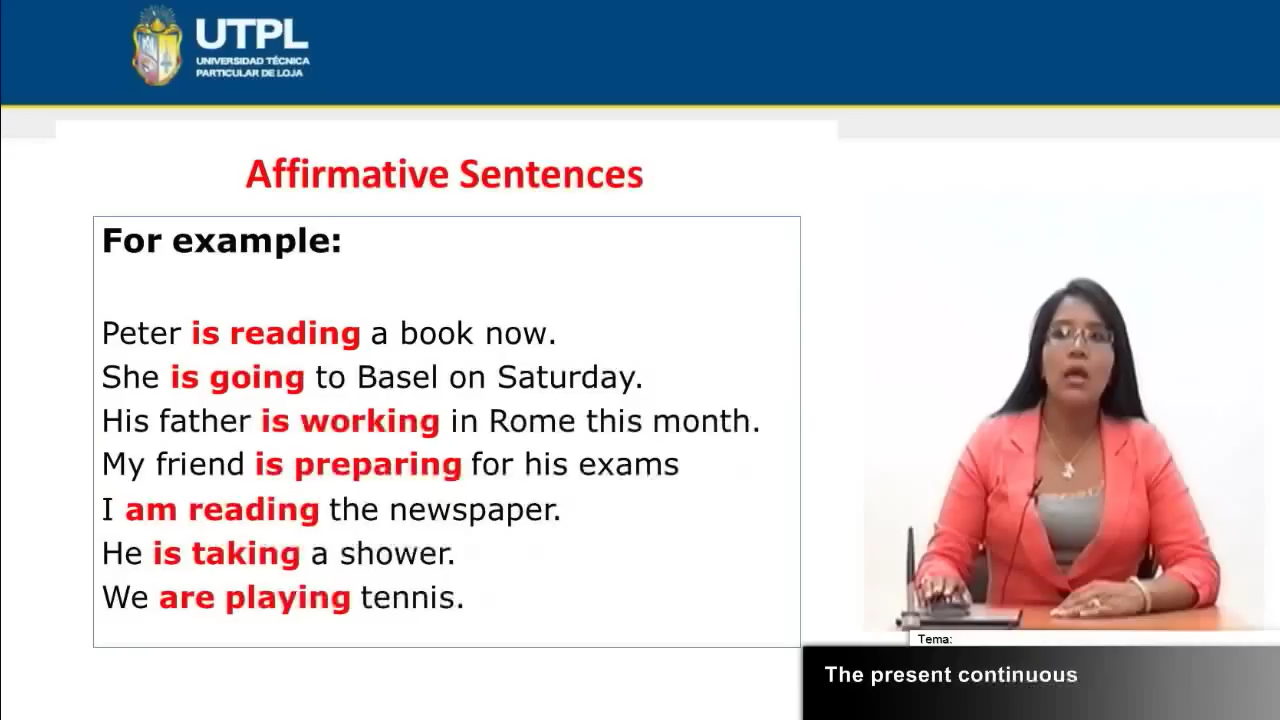 UTPL
UNIVERSIDAD TÉCNICA
PARTICULAR DE LOJA
Affirmative Sentences
For example:
Peter is reading a book now.
She is going to Basel on Saturday.
His father is working in Rome this month.
My friend is preparing for his exams
I am reading the newspaper.
He is taking a shower.
We are playing tennis.
Tema:
The present continuous